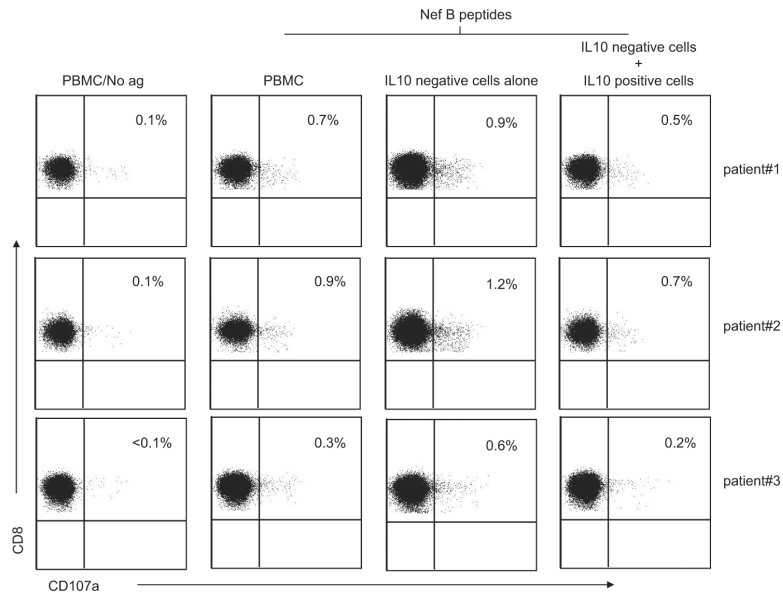 Nef B peptides
PBMC/No ag
PBMC
IL10 negative cells alone
IL10 negative cells
+
IL10 positive cells
0.1%
0.7%
0.9%
0.5%
patient#1
0.1%
0.9%
1.2%
0.7%
patient#2
<0.1%
0.3%
0.6%
0.2%
patient#3
CD8
CD107a